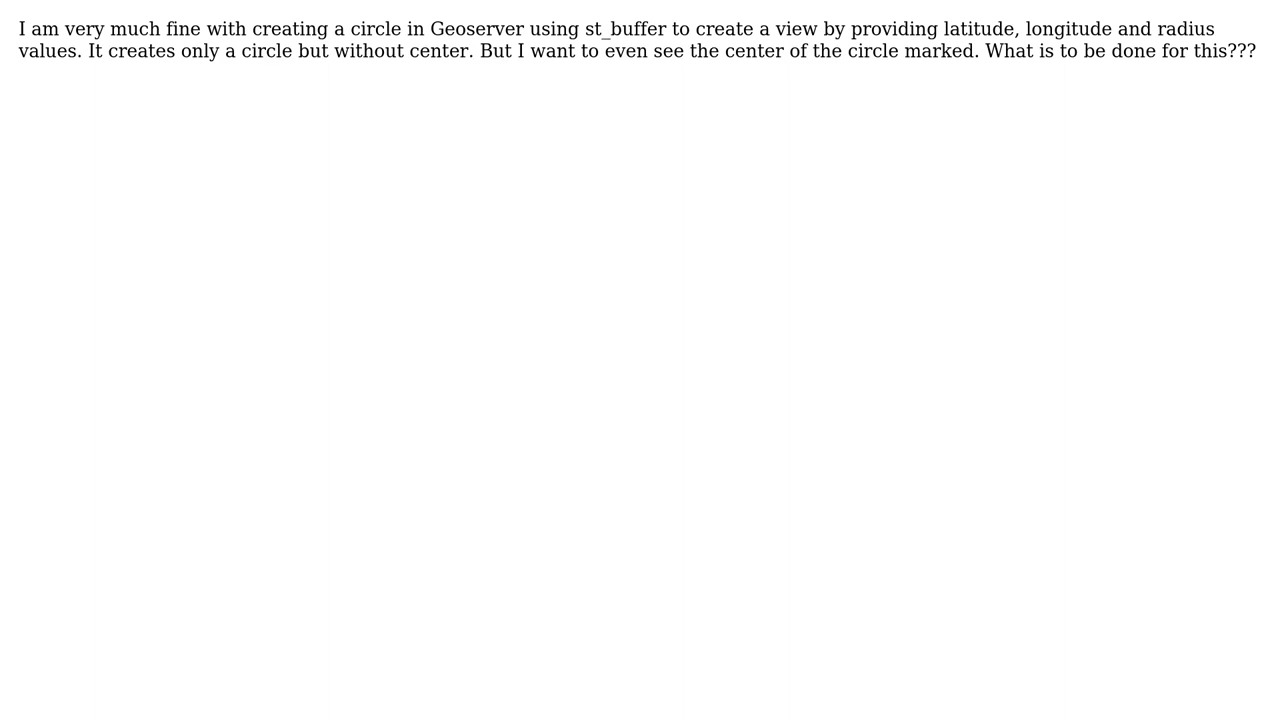 I am very much fine with creating a circle in Geoserver using st_buffer to create a view by providing latitude, longitude and radius
values. It creates only a circle but without center. But I want to even see the center of the circle marked. What is to be done for this???